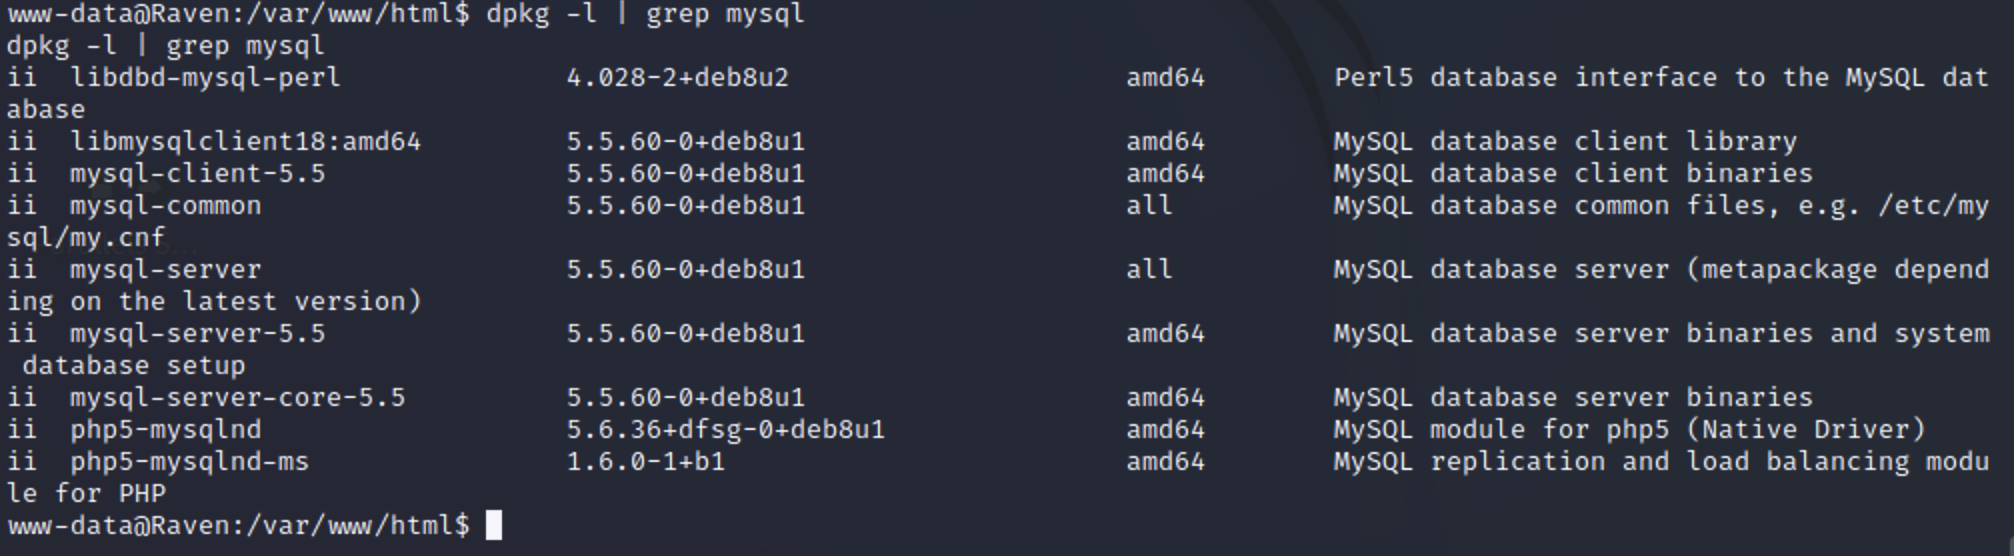 www-data@Raven:/var/www/html$ dpkg -l | grep mysql
dpkg -l | grep mysql
ii  libdbd-mysql-perl              4.028-2+deb8u2                     amd64        Perl5 database interface to the MySQL dat
abase
ii  libmysqlclient18:amd64         5.5.60-0+deb8u1                    amd64        MySQL database client library
ii  mysql-client-5.5               5.5.60-0+deb8u1                    amd64        MySQL database client binaries
ii  mysql-common                   5.5.60-0+deb8u1                    all          MySQL database common files, e.g. /etc/my
sql/my.cnf
ii  mysql-server                   5.5.60-0+deb8u1                    all          MySQL database server (metapackage depend
ing on the latest version)
ii  mysql-server-5.5               5.5.60-0+deb8u1                    amd64        MySQL database server binaries and system
 database setup
ii  mysql-server-core-5.5          5.5.60-0+deb8u1                    amd64        MySQL database server binaries
ii  php5-mysqlnd                   5.6.36+dfsg-0+deb8u1               amd64        MySQL module for php5 (Native Driver)
ii  php5-mysqlnd-ms                1.6.0-1+b1                         amd64        MySQL replication and load balancing modu
le for PHP
www-data@Raven:/var/www/html$